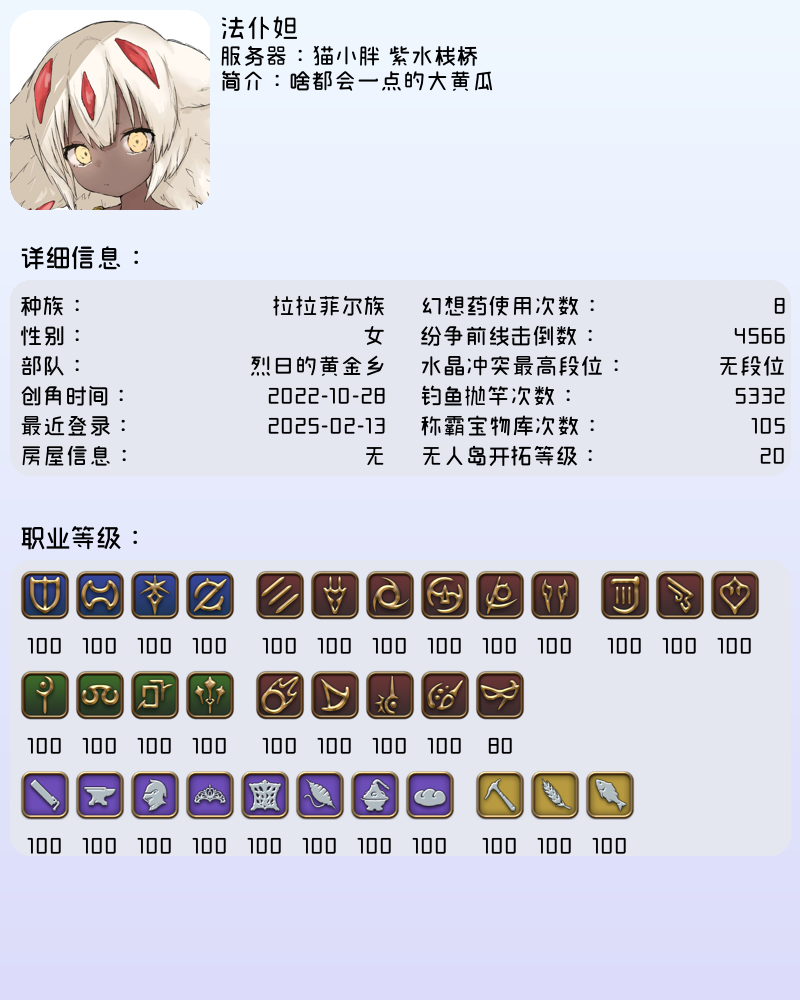 法仆妲
服务器：猫小胖 紫水栈桥
简介：啥都会一点的大黄瓜
详细信息：
种族： 拉拉菲尔族 幻想药使用次数： 8
性别： 女 纷争前线击倒数： 4566
部队： 烈日的黄金乡 水晶冲突最高段位： 无段位
创角时间： 2022-10-28 钓鱼抛竿次数： 5332
最近登录： 2025-02-13 称霸宝物库次数： 105
房屋信息： 无 无人岛开拓等级： 20
职业等级：
100 100 100 100 100 100 100 100 100 100 100 100 100
100 100 100 100 100 100 100 100 80
100 100 100 100 100 100 100 100 100 100 100